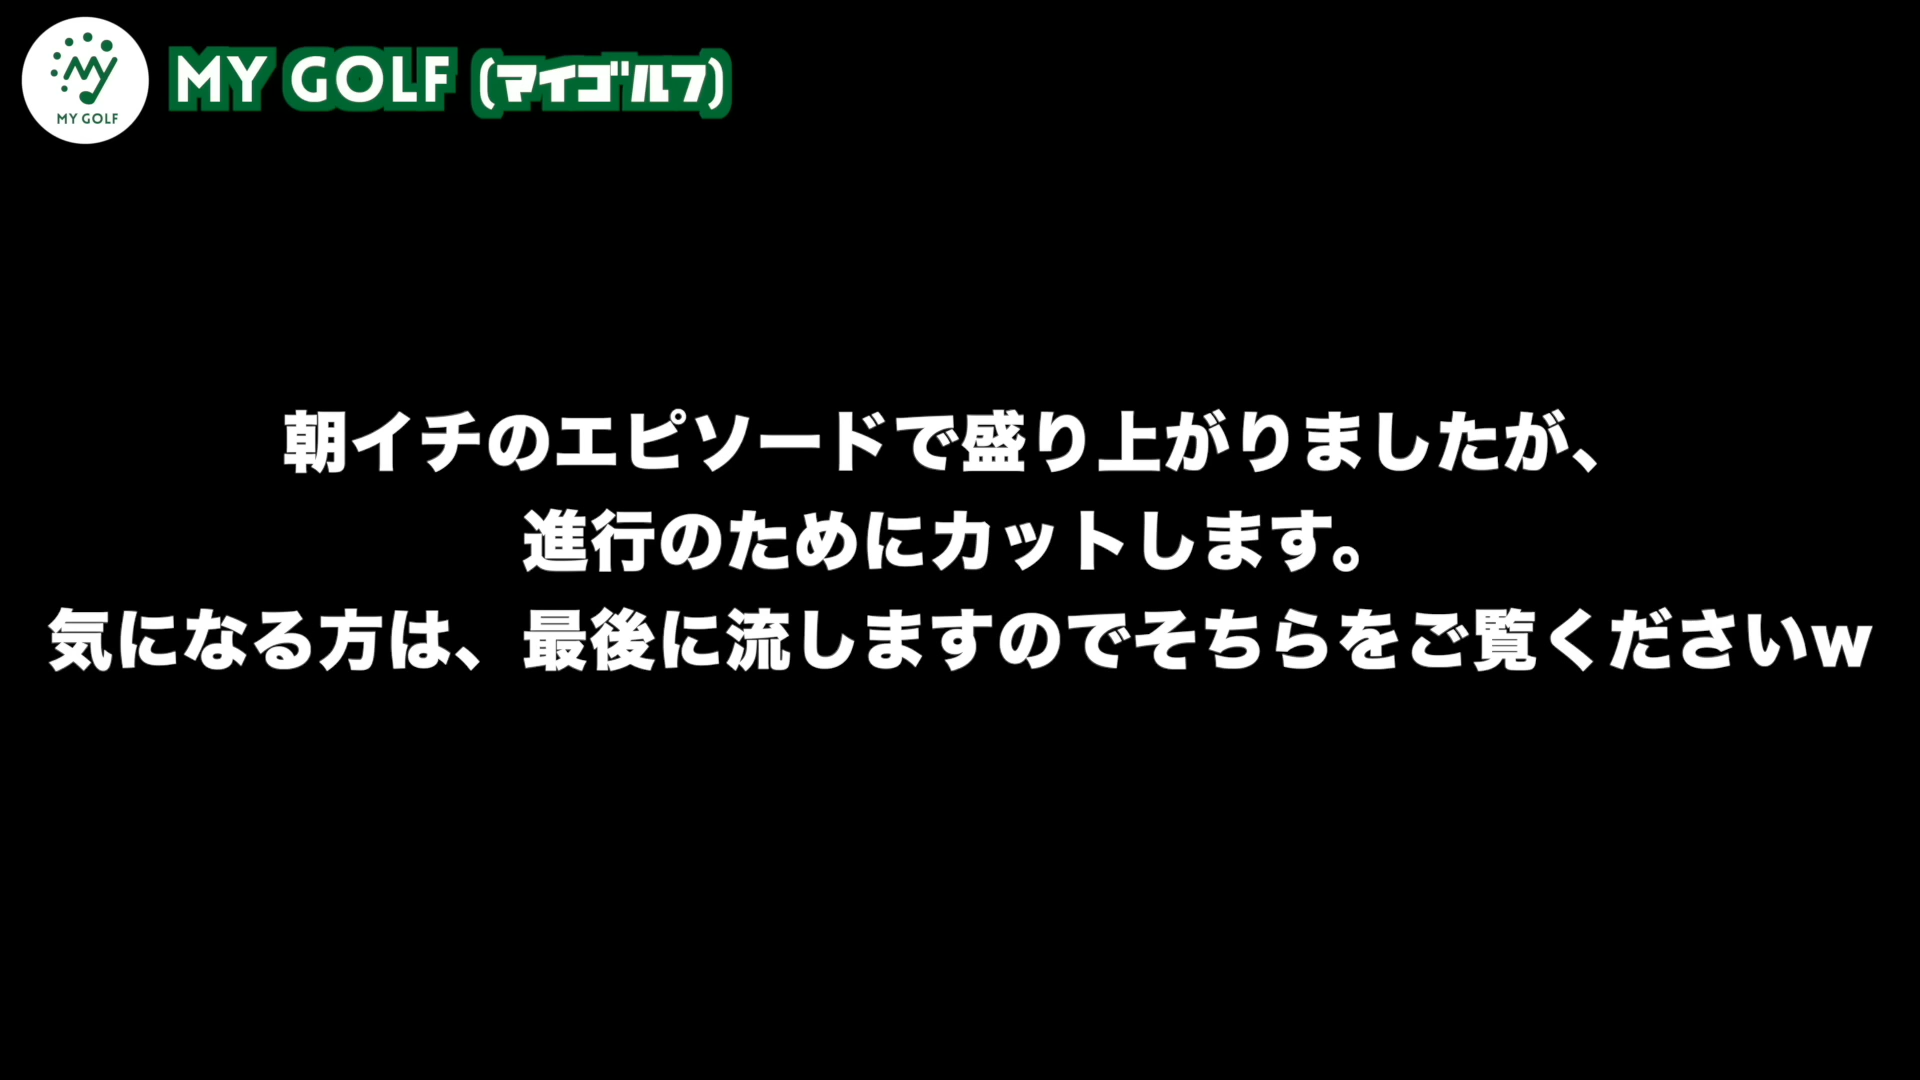 my
MY GOLF
MY GOLF (マイゴルフ)
朝イチのエピソードで盛り上がりましたが、
進行のためにカットします。
気になる方は、最後に流しますのでそちらをご覧くださいw